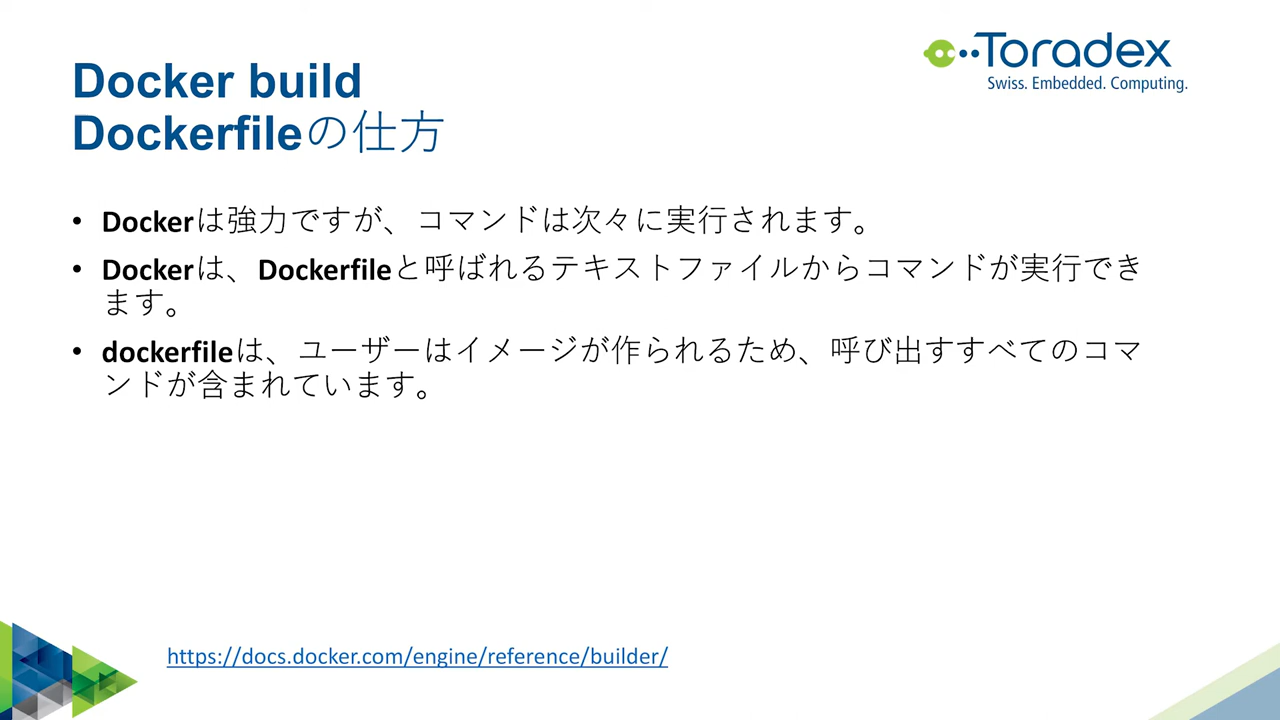 Toradex
Swiss. Embedded. Computing.
Docker build
Dockerfileの仕方
• Dockerは強力ですが、コマンドは次々に実行されます。
• Dockerは、Dockerfileと呼ばれるテキストファイルからコマンドが実行でき
ます。
• dockerfileは、ユーザーはイメージが作られるため、呼び出すすべてのコマ
ンドが含まれています。
https://docs.docker.com/engine/reference/builder/